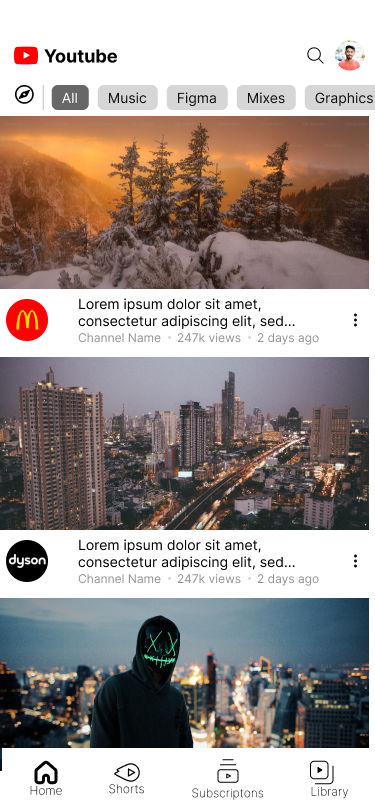 Youtube
All Music Figma Mixes Graphics
Lorem ipsum dolor sit amet,
consectetur adipiscing elit, sed...
Channel Name • 247k views • 2 days ago
dyson
Lorem ipsum dolor sit amet,
consectetur adipiscing elit, sed...
Channel Name • 247k views • 2 days ago
Home Shorts Subscriptons Library